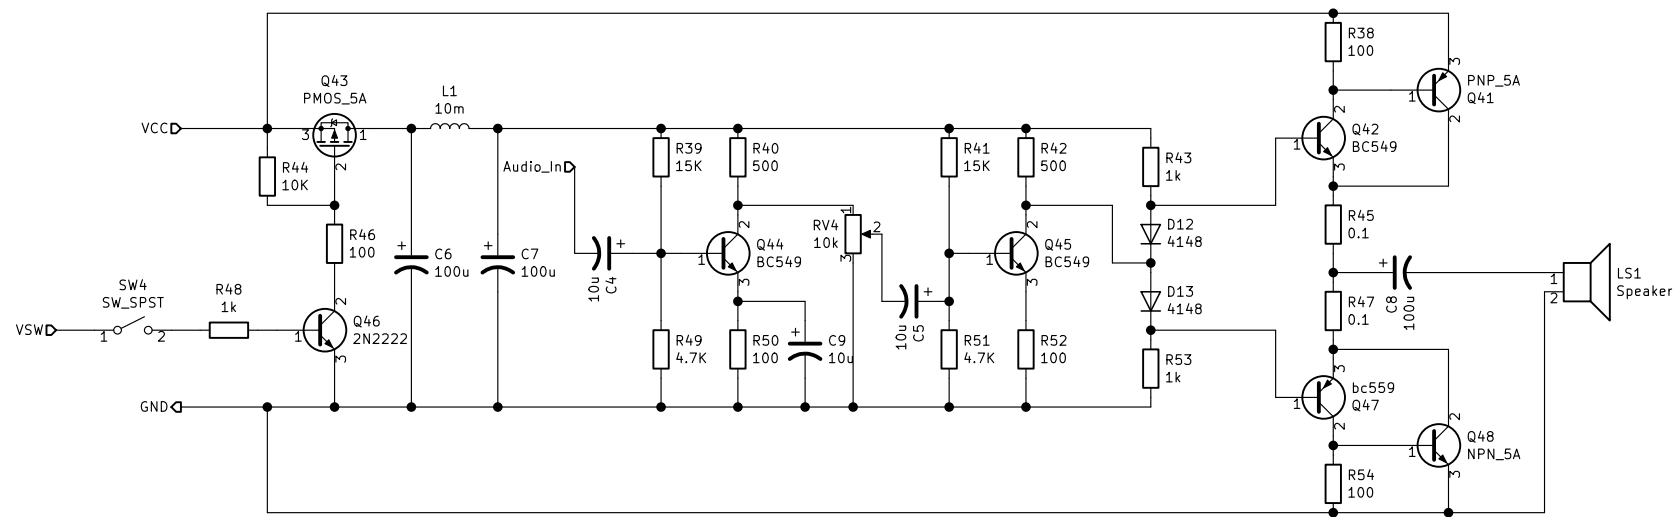 R38
100
3
PNP_5A
1
Q41
2
Q43
PMOS_5A
L1
10m
VCC
3
1
2
R44
10K
Audio_In
R39
15K
R40
500
R41
15K
R42
500
R43
1k
2
Q42
1
BC549
3
R46
100
C6
100u
C7
100u
10u
C4
2
1
Q44
BC549
3
1
RV4
2
10k
3
10u
C5
2
1
Q45
BC549
3
D12
4148
D13
4148
R45
0.1
R47
0.1
C8
100u
1
2
LS1
Speaker
SW4
SW_SPST
VSW
1
2
R48
1k
2
1
Q46
2N2222
3
R49
4.7K
R50
100
C9
10u
R51
4.7K
R52
100
R53
1k
3
bc559
1
Q47
2
GND
2
Q48
1
NPN_5A
3
R54
100